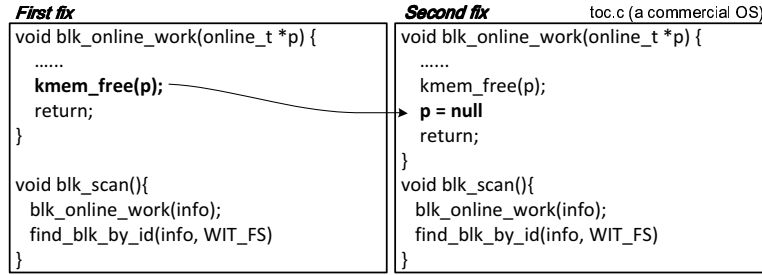 First fix
void blk_online_work(online_t *p) {
......
kmem_free(p);
return;
}
void blk_scan(){
blk_online_work(info);
find_blk_by_id(info, WIT_FS)
}
Second fix
toc.c (a commercial OS)
void blk_online_work(online_t *p) {
......
kmem_free(p);
p = null
return;
}
void blk_scan(){
blk_online_work(info);
find_blk_by_id(info, WIT_FS)
}